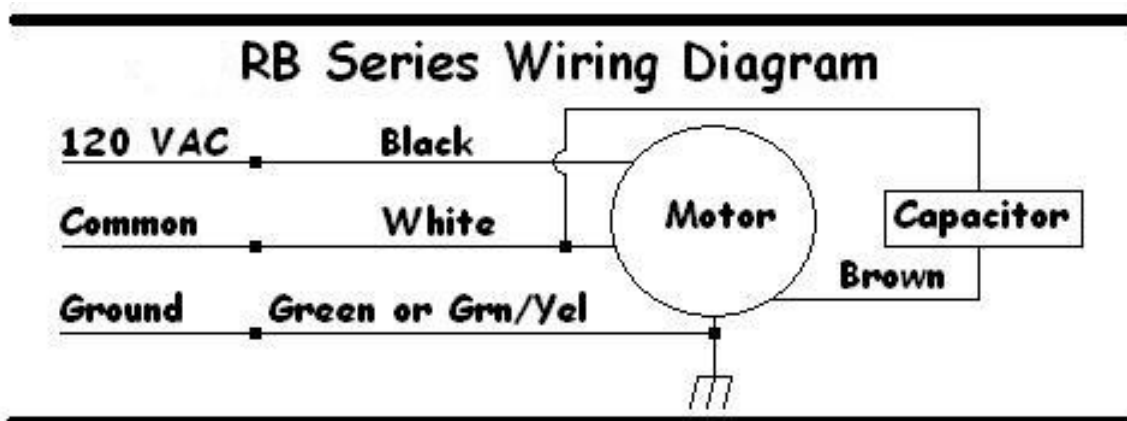 RB Series Wiring Diagram
120 VAC Black
Common White
Motor
Capacitor
Brown
Ground Green or Grn/Yel